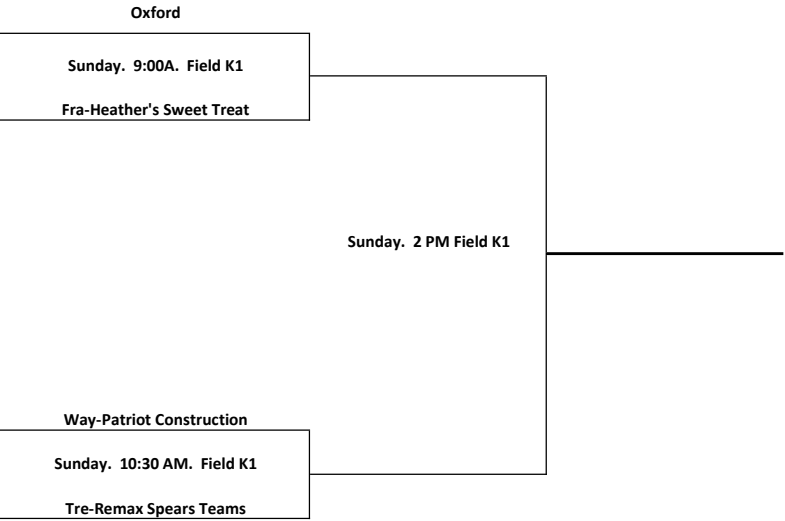 Oxford
Sunday.  9:00A.  Field K1
Fra-Heather's Sweet Treat
Sunday.  2 PM Field K1
Way-Patriot Construction
Sunday.  10:30 AM.  Field K1
Tre-Remax Spears Teams